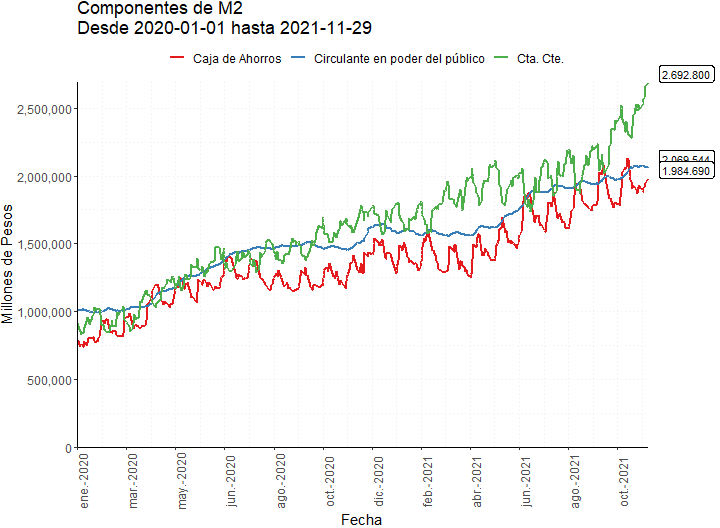 Componentes de M2
Desde 2020-01-01 hasta 2021-11-29
Caja de Ahorros Circulante en poder del público Cta. Cte.
2.692.800
2.069.544
1.984.690
2,500,000
2,000,000
1,500,000
1,000,000
500,000
0
Millones de Pesos
ene.-2020 mar.-2020 may.-2020 jun.-2020 ago.-2020 oct.-2020 dic.-2020 feb.-2021 abr.-2021 jun.-2021 ago.-2021 oct.-2021
Fecha